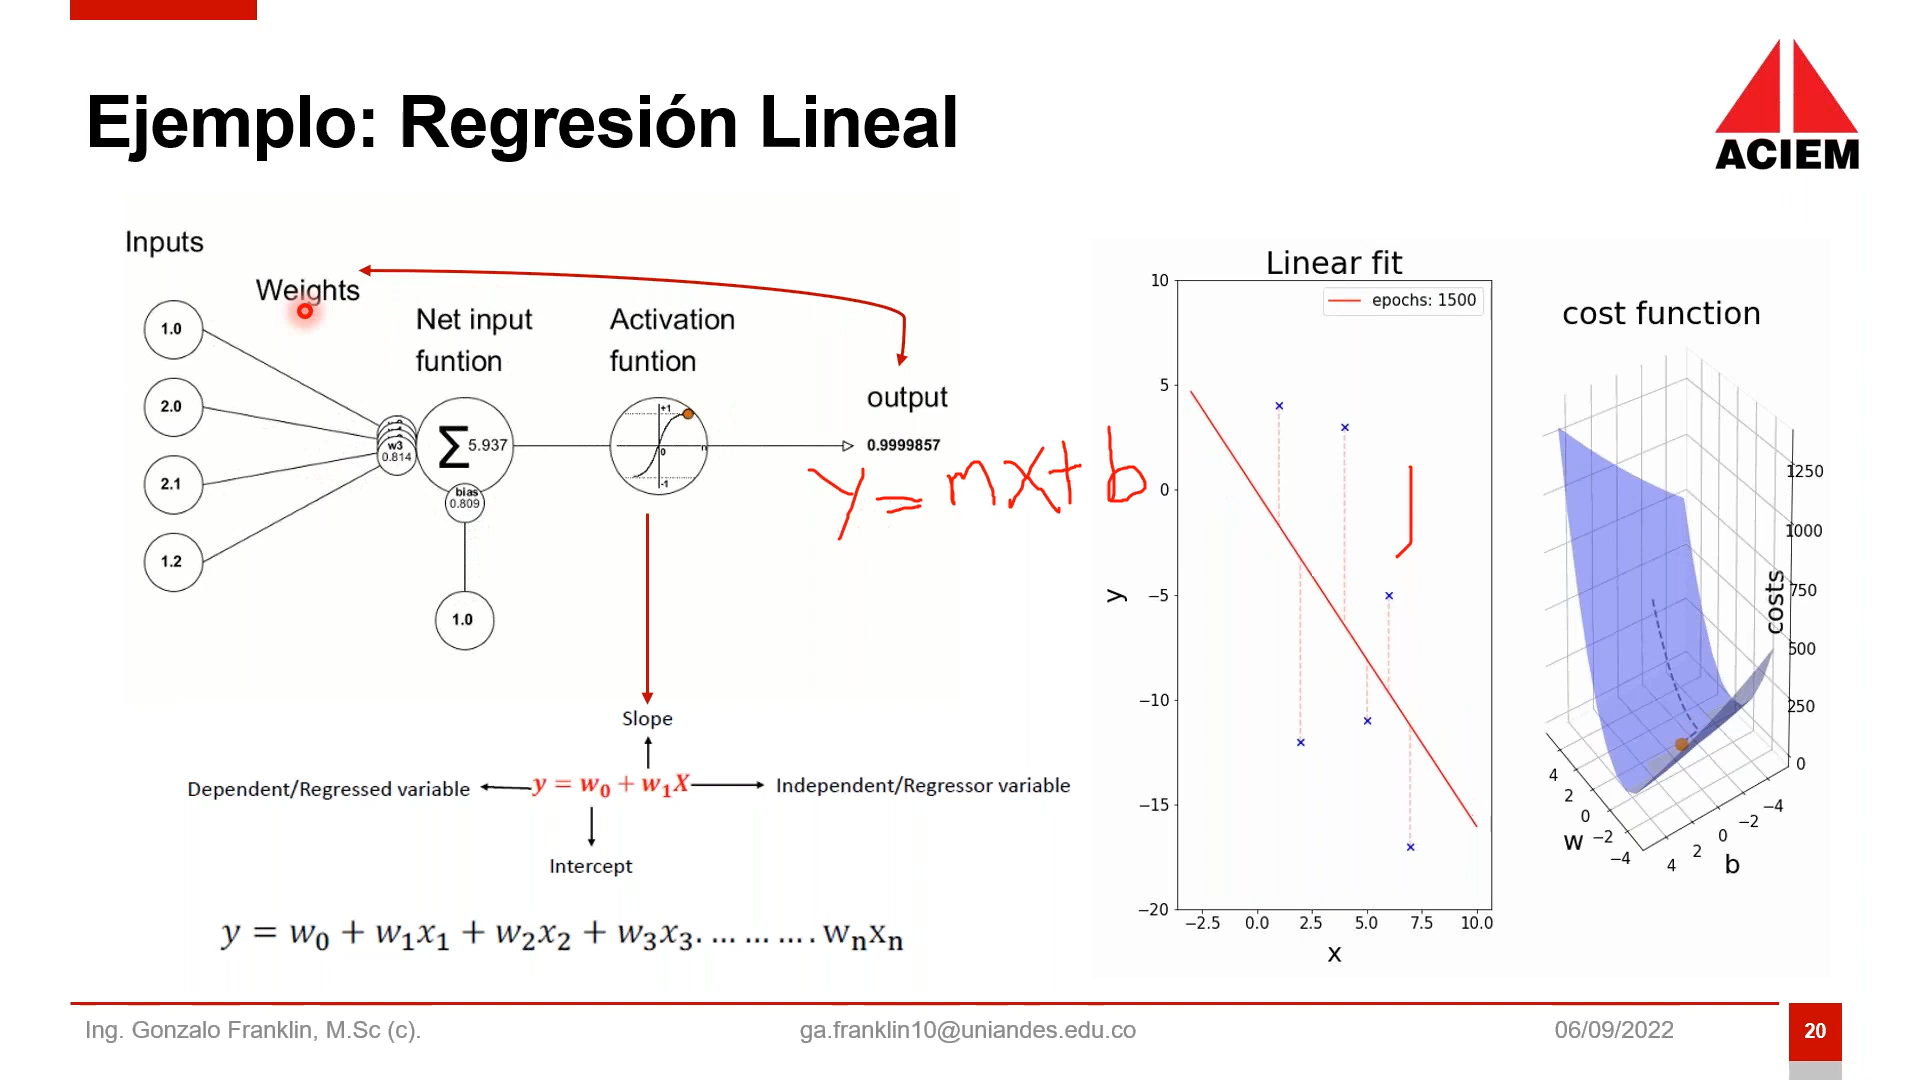 Ejemplo: Regresión Lineal
ACIEM
Inputs
Weights
Net input
funtion
Activation
funtion
output
1.0
2.0
2.1
1.2
w3
0.814
∑ 5.937
bias
0.809
1.0
+1
0
n
-1
0.9999857
Y = mx+b
Slope
Dependent/Regressed variable
y = w₀ + w₁X
Independent/Regressor variable
Intercept
y = w₀ + w₁x₁ + w₂x₂ + w₃x₃. ... ... ... . wₙxₙ
Linear fit
epochs: 1500
10
5
0
−5
−10
−15
−20
y
−2.5 0.0 2.5 5.0 7.5 10.0
x
cost function
1250
1000
750
500
250
0
costs
4
2
0
−2
−4
w
4
2
0
−2
−4
b
Ing. Gonzalo Franklin, M.Sc (c).
ga.franklin10@uniandes.edu.co
06/09/2022
20